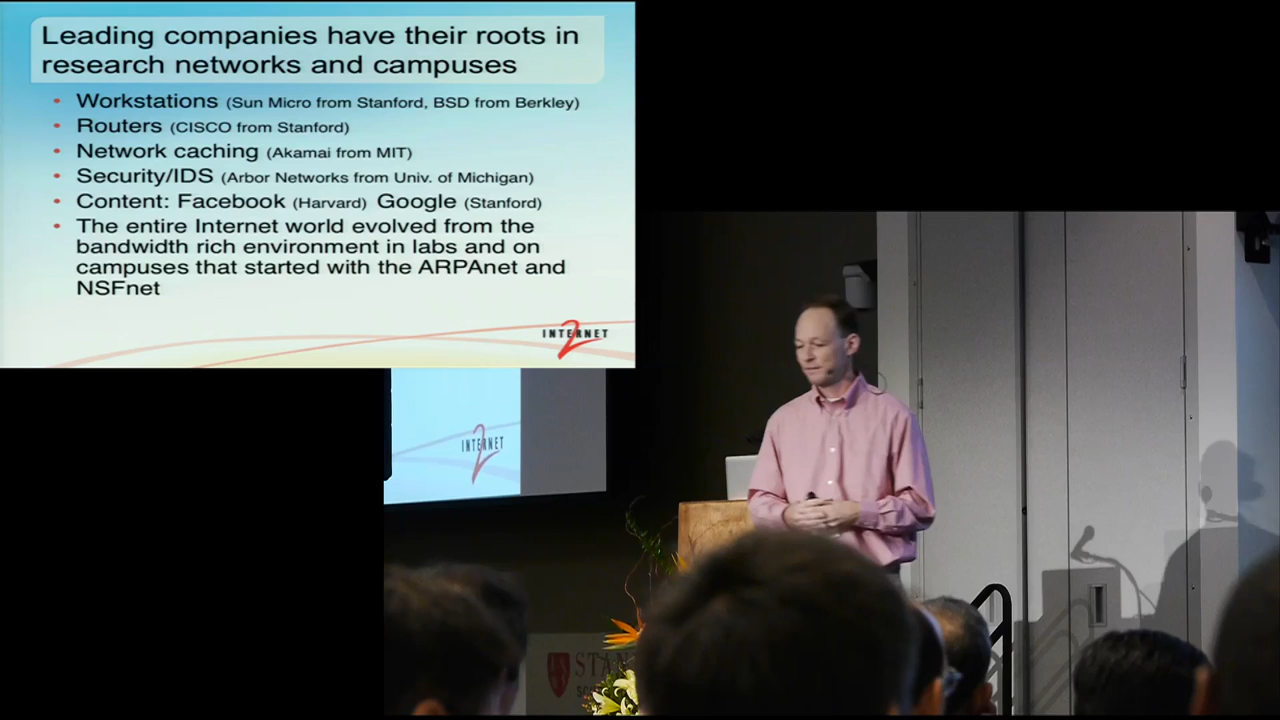 Leading companies have their roots in
research networks and campuses
• Workstations (Sun Micro from Stanford, BSD from Berkley)
• Routers (CISCO from Stanford)
• Network caching (Akamai from MIT)
• Security/IDS (Arbor Networks from Univ. of Michigan)
• Content: Facebook (Harvard) Google (Stanford)
• The entire Internet world evolved from the
bandwidth rich environment in labs and on
campuses that started with the ARPAnet and
NSFnet
INTERNET
2
INTERNET
2